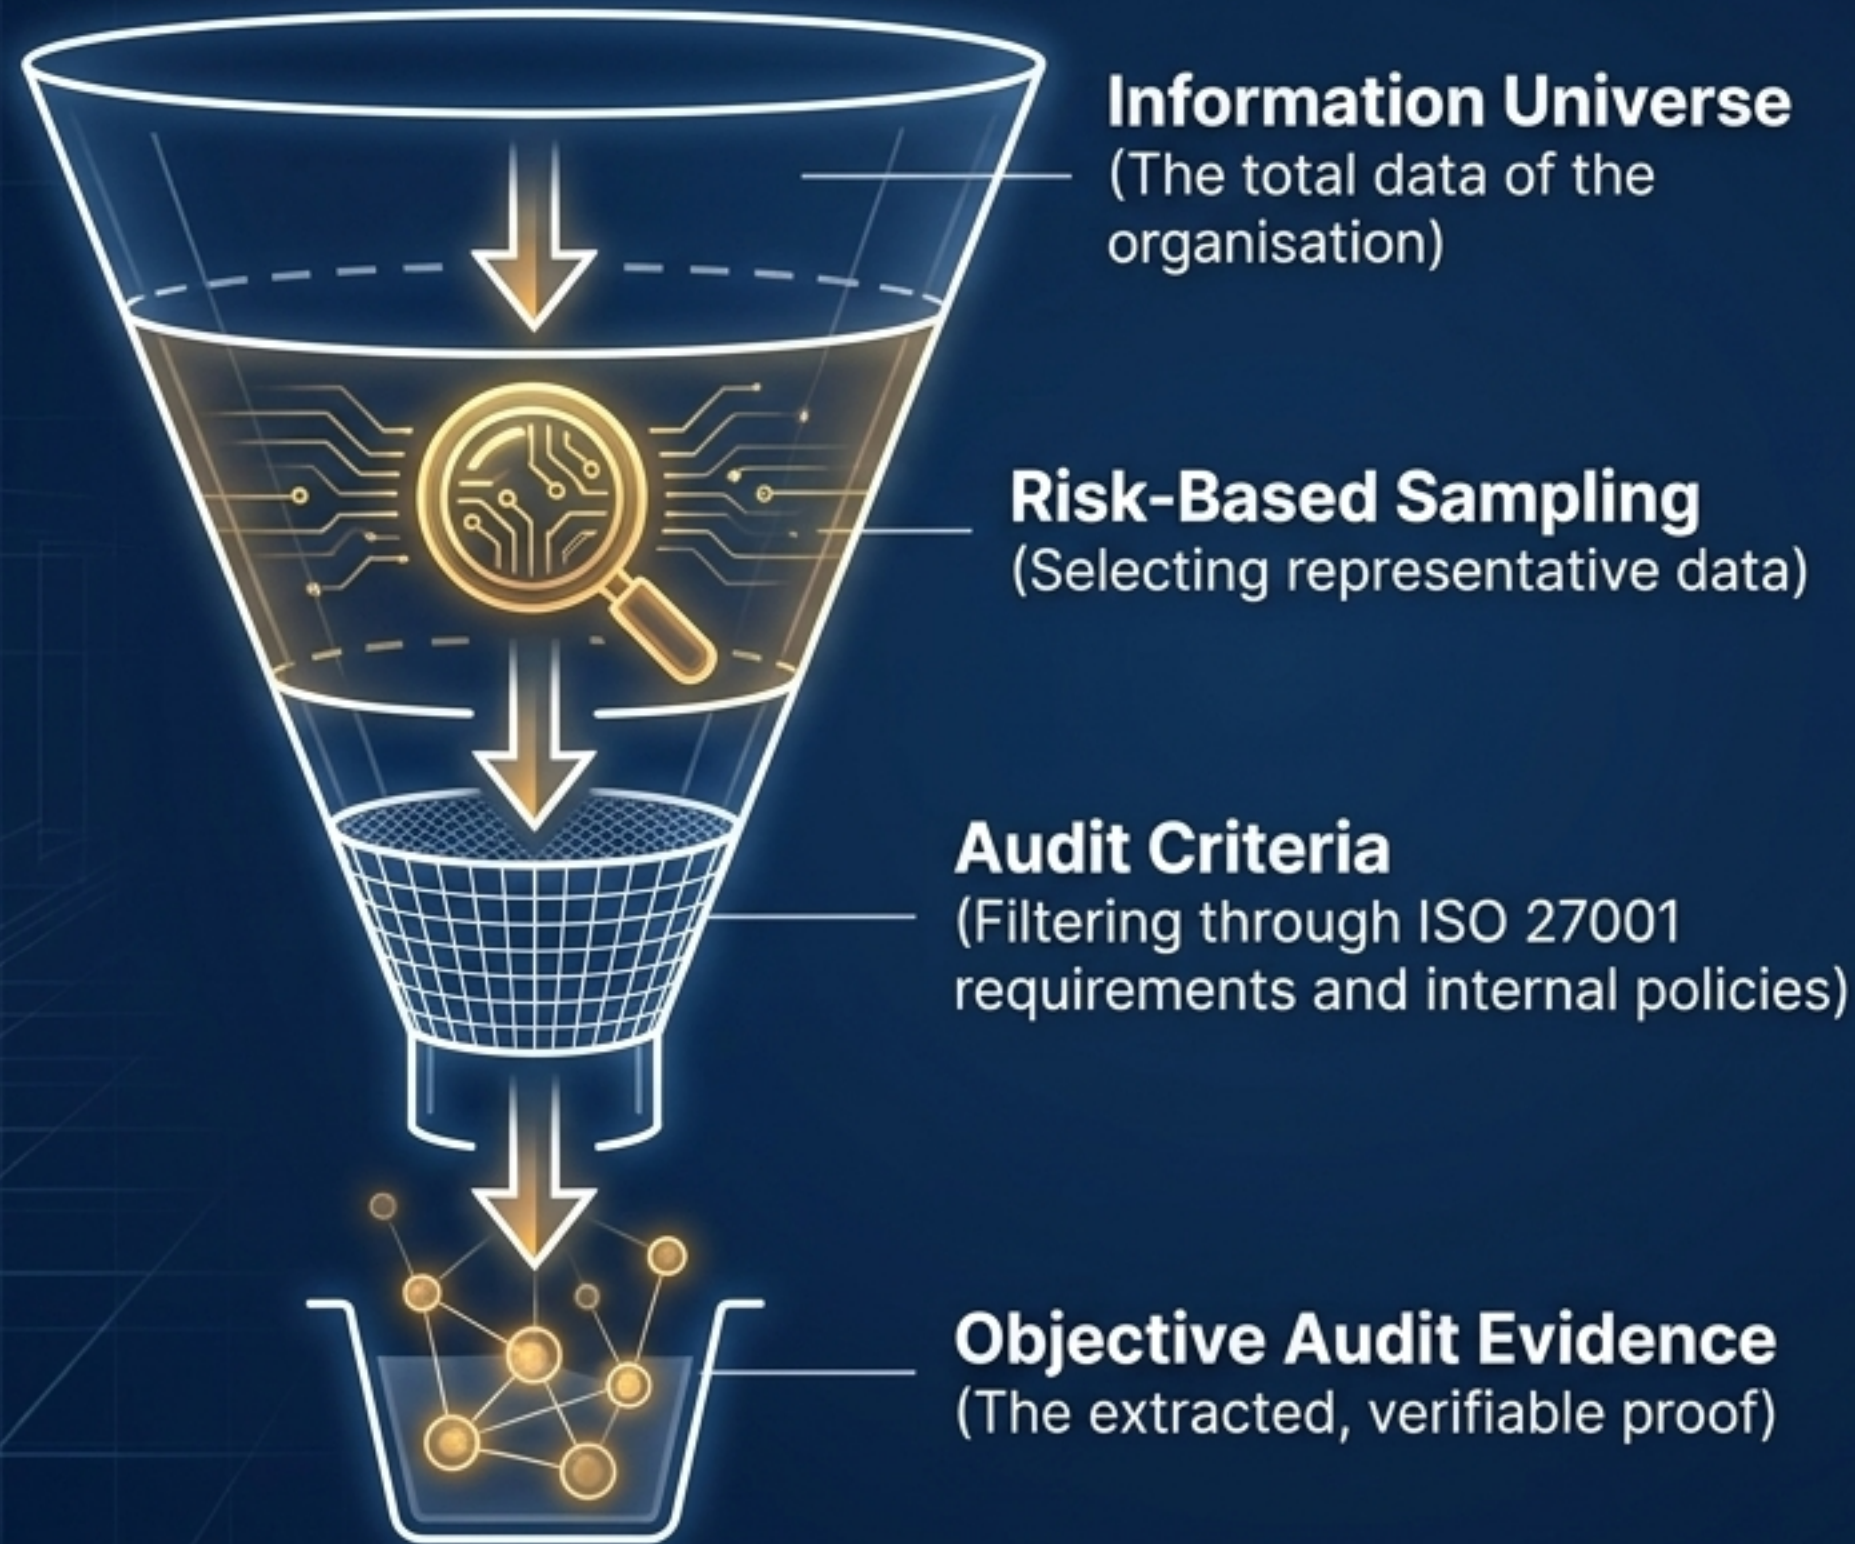 Information Universe
(The total data of the
organisation)
Risk-Based Sampling
(Selecting representative data)
Audit Criteria
(Filtering through ISO 27001
requirements and internal policies)
Objective Audit Evidence
(The extracted, verifiable proof)